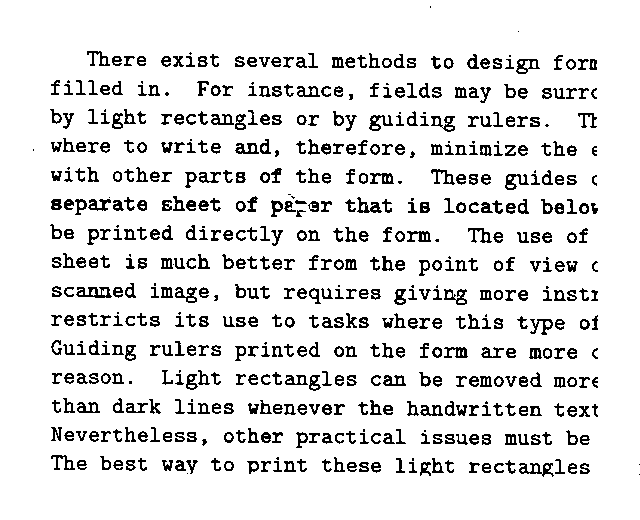 There exist several methods to design form
filled in. For instance, fields may be surro
by light rectangles or by guiding rulers. Th
where to write and, therefore, minimize the e
with other parts of the form. These guides c
separate sheet of paper that is located below
be printed directly on the form. The use of
sheet is much better from the point of view o
scanned image, but requires giving more instr
restricts its use to tasks where this type of
Guiding rulers printed on the form are more c
reason. Light rectangles can be removed more
than dark lines whenever the handwritten text
Nevertheless, other practical issues must be
The best way to print these light rectangles